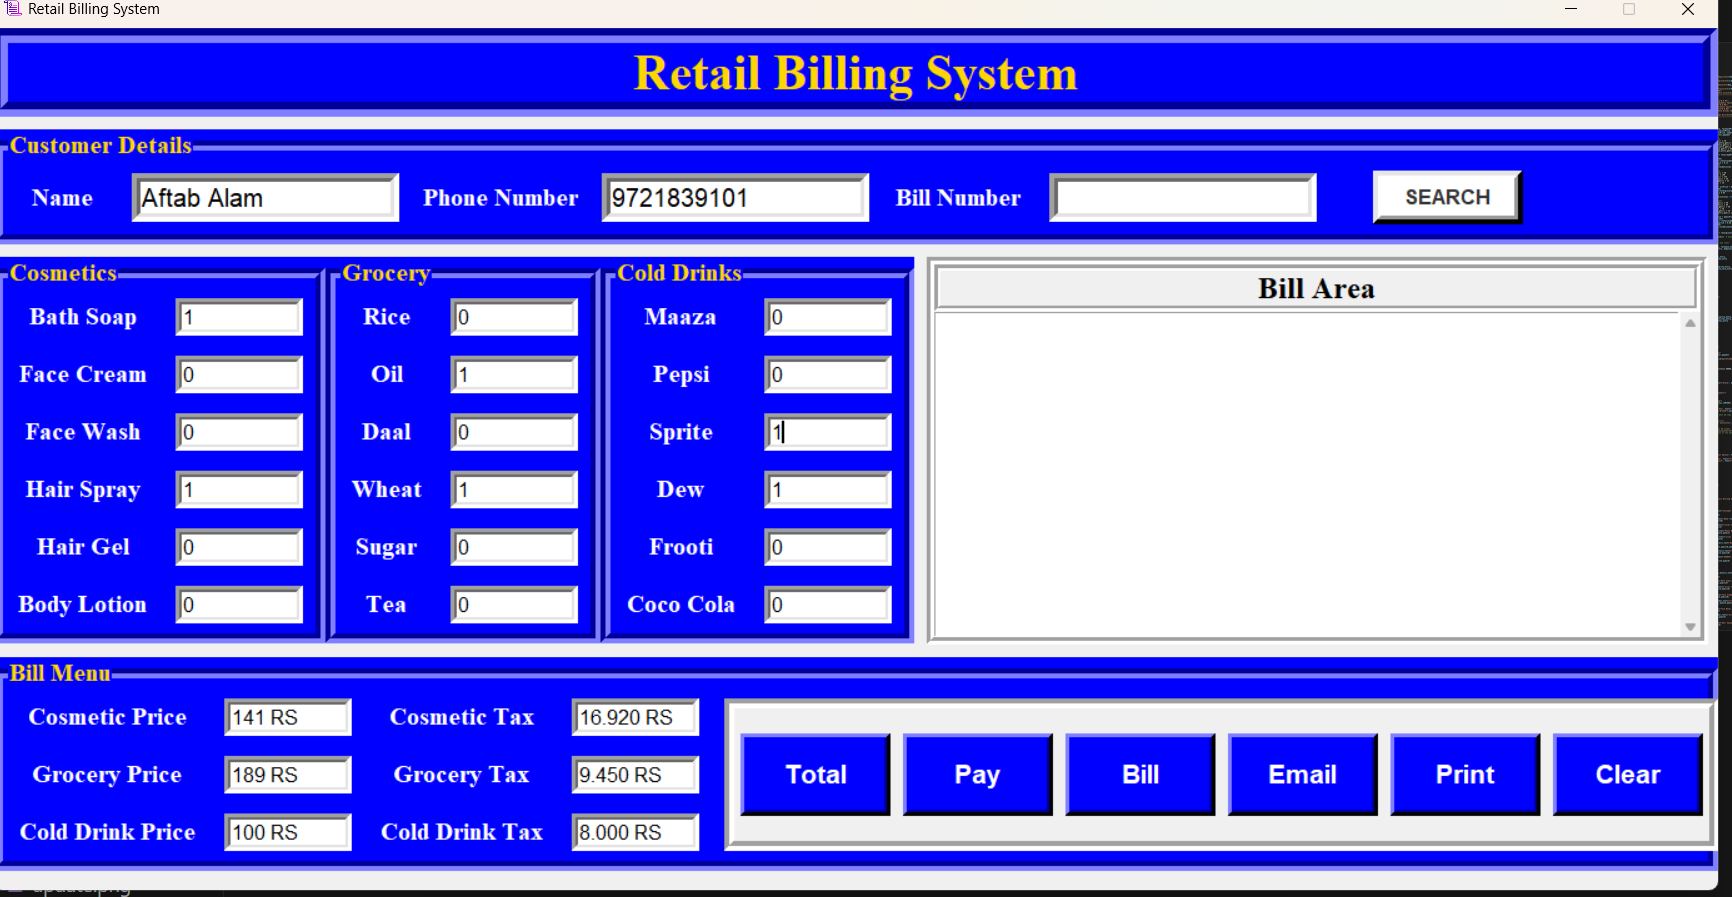 Retail Billing System
Retail Billing System
Customer Details
Name Aftab Alam Phone Number 9721839101 Bill Number SEARCH
Cosmetics Grocery Cold Drinks
Bill Area
Bath Soap 1 Rice 0 Maaza 0
Face Cream 0 Oil 1 Pepsi 0
Face Wash 0 Daal 0 Sprite 1
Hair Spray 1 Wheat 1 Dew 1
Hair Gel 0 Sugar 0 Frooti 0
Body Lotion 0 Tea 0 Coco Cola 0
Bill Menu
Cosmetic Price 141 RS Cosmetic Tax 16.920 RS
Grocery Price 189 RS Grocery Tax 9.450 RS
Total Pay Bill Email Print Clear
Cold Drink Price 100 RS Cold Drink Tax 8.000 RS